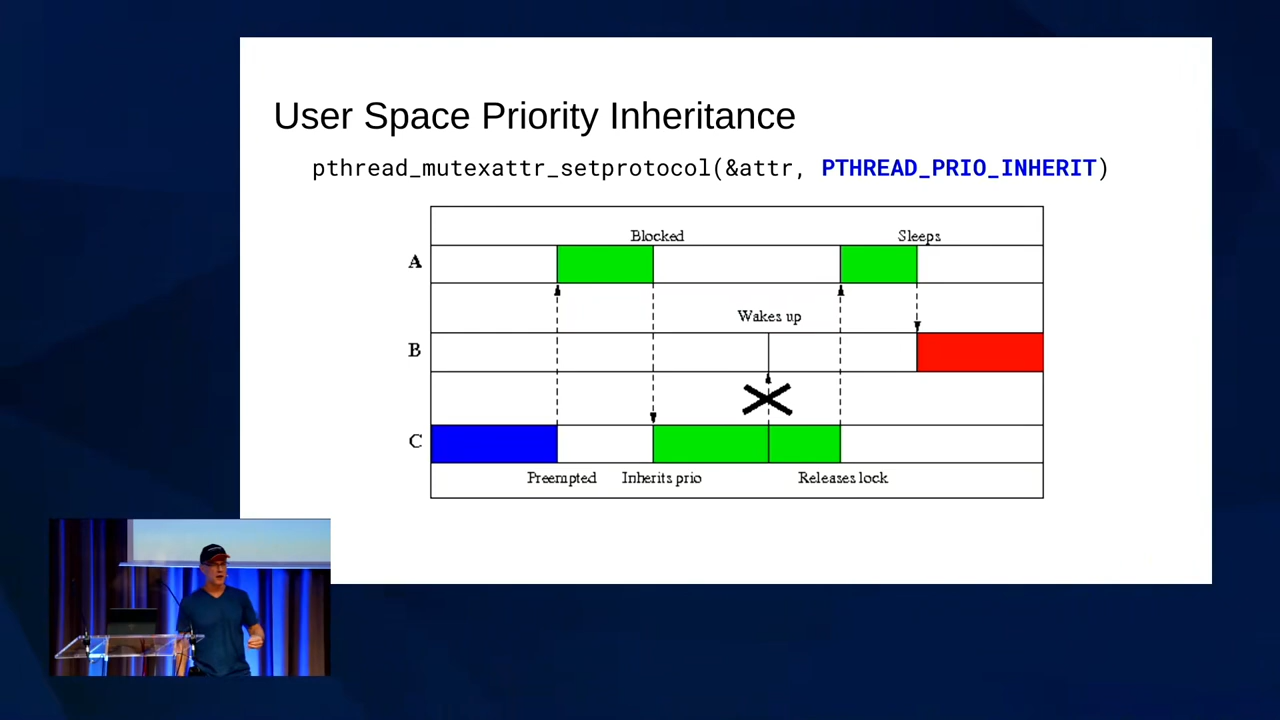 User Space Priority Inheritance
pthread_mutexattr_setprotocol(&attr, PTHREAD_PRIO_INHERIT)
Blocked
Sleeps
A
Wakes up
B
C
Preempted
Inherits prio
Releases lock